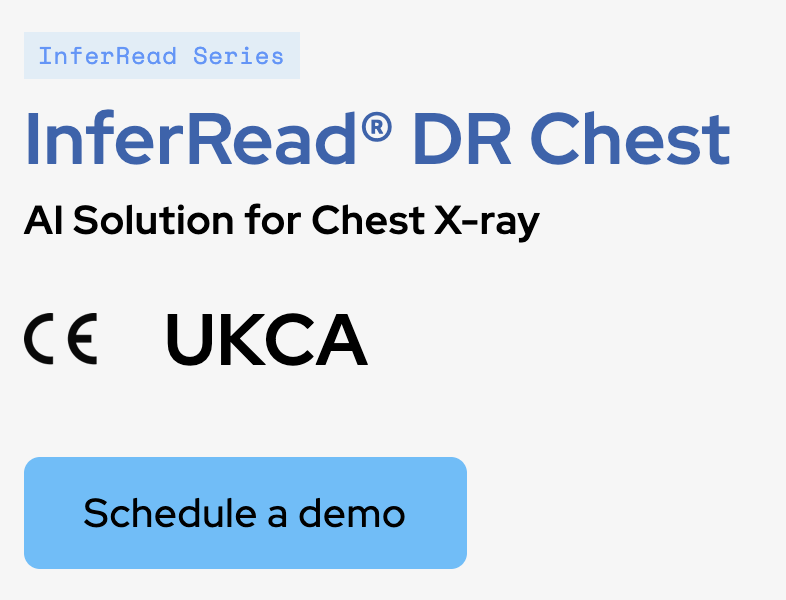 InferRead Series
InferRead® DR Chest
AI Solution for Chest X-ray
CE UKCA
Schedule a demo